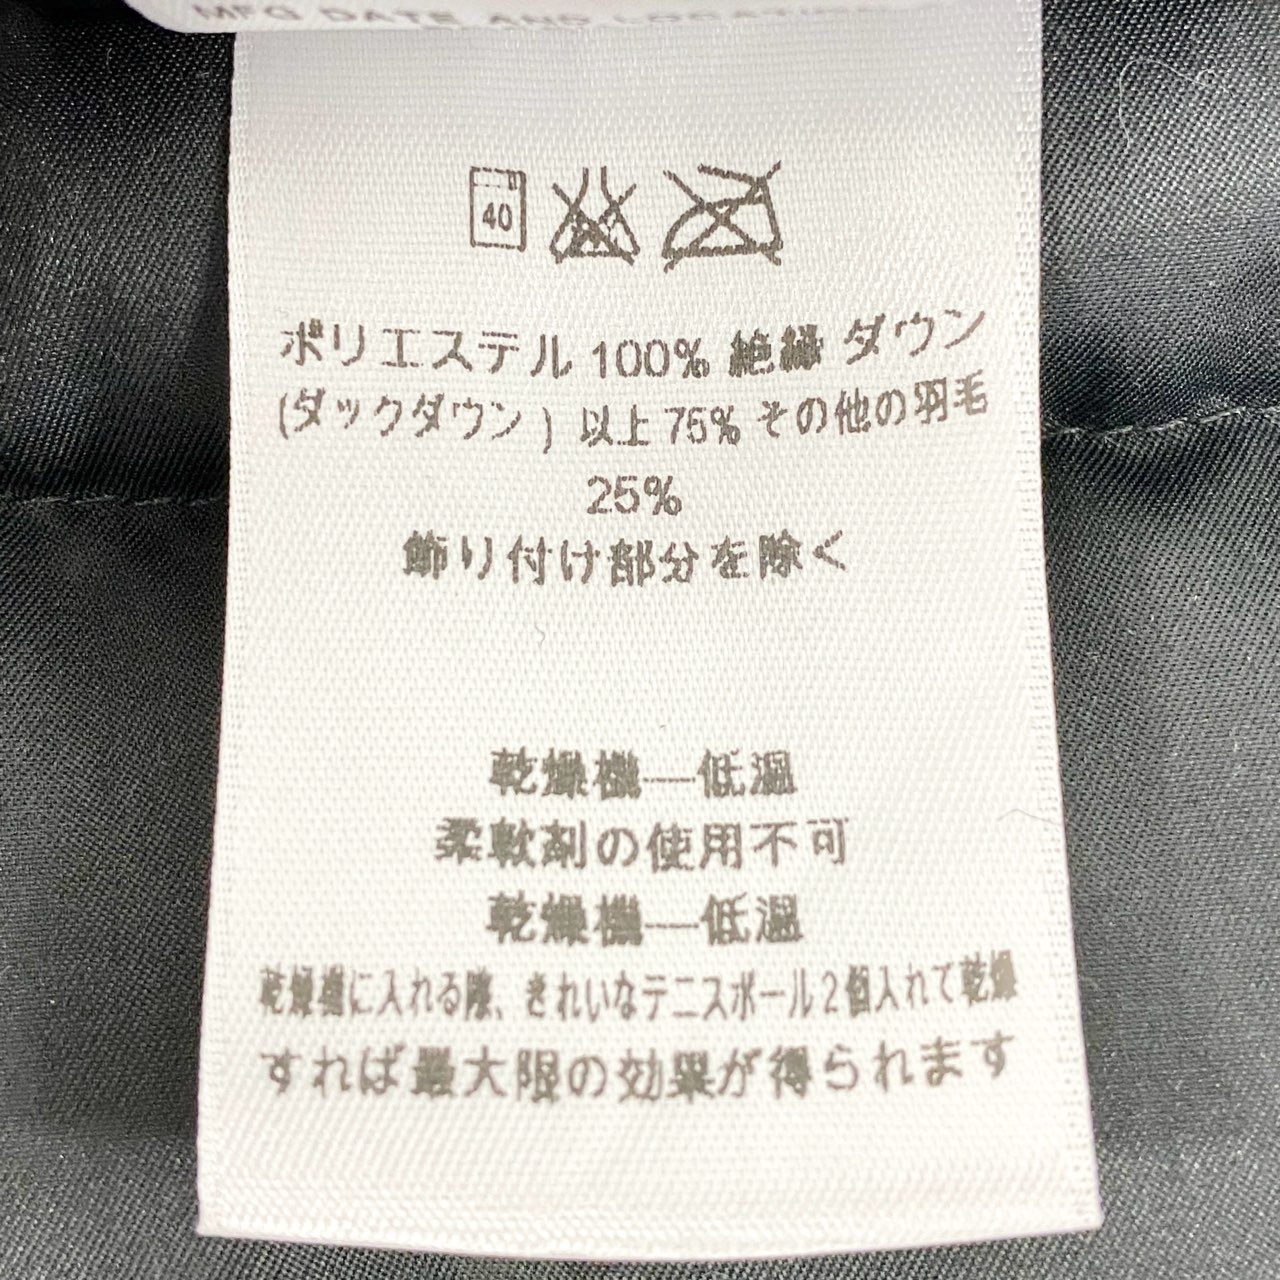 MFG DATE AND LOCATION
40
ポリエステル 100% 絶縁 ダウン
(ダックダウン) 以上 75% その他の羽毛
25%
飾り付け部分を除く
乾燥機—低温
柔軟剤の使用不可
乾燥機—低温
乾燥機に入れる際、きれいなテニスボール2個入れて乾燥
すれば最大限の効果が得られます